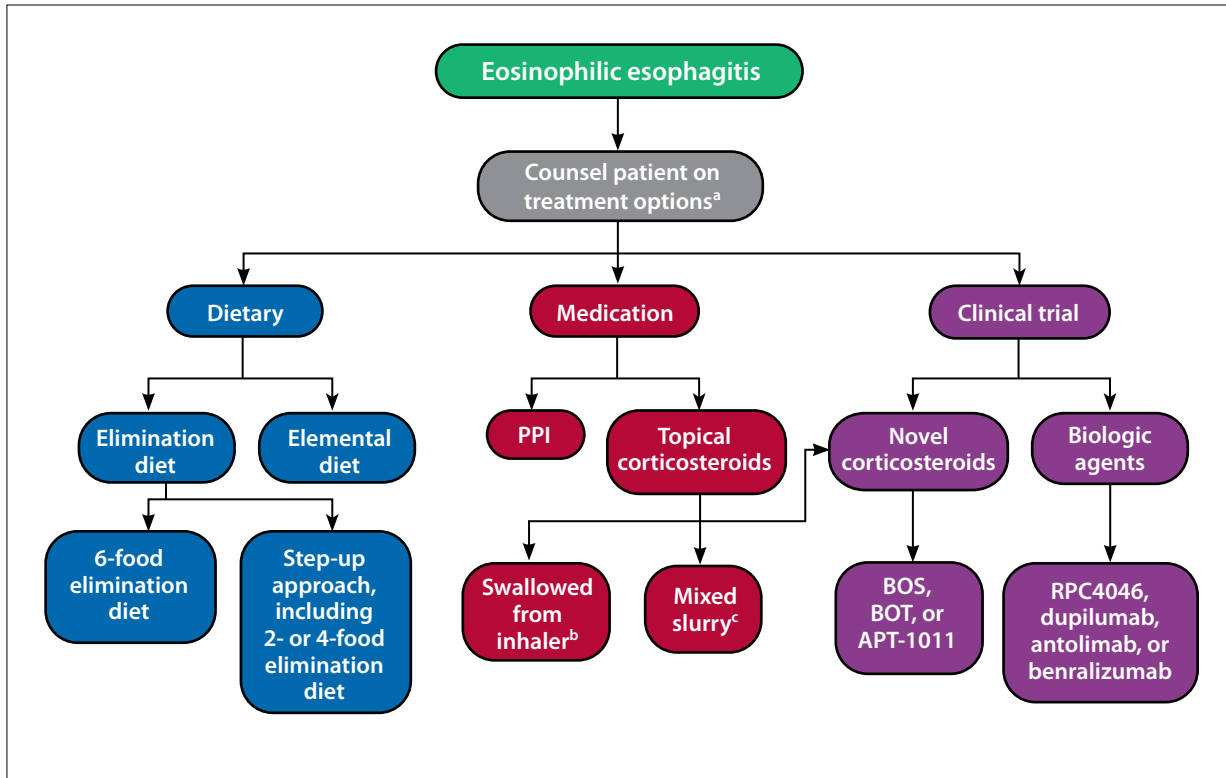 Eosinophilic esophagitis
Counsel patient on
treatment optionsᵃ
Dietary
Medication
Clinical trial
Elimination
diet
Elemental
diet
PPI
Topical
corticosteroids
Novel
corticosteroids
Biologic
agents
6-food
elimination
diet
Step-up
approach,
including
2- or 4-food
elimination
diet
Swallowed
from
inhalerᵇ
Mixed
slurryᶜ
BOS,
BOT, or
APT-1011
RPC4046,
dupilumab,
antolimab, or
benralizumab